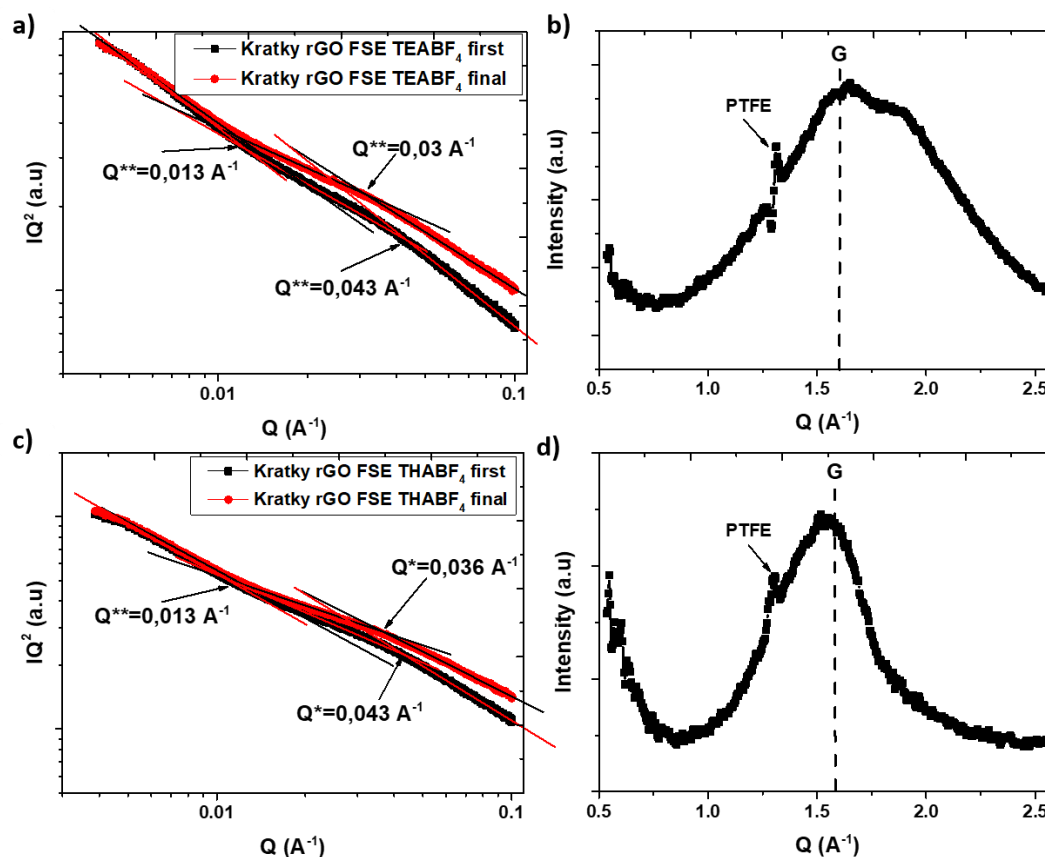 a)
Kratky rGO FSE TEABF₄ first
Kratky rGO FSE TEABF₄ final
Q**=0,03 A⁻¹
Q**=0,013 A⁻¹
Q**=0,043 A⁻¹
IQ² (a.u)
0.01 0.1
Q (A⁻¹)
b)
G
PTFE
Intensity (a.u)
0.5 1.0 1.5 2.0 2.5
Q (A⁻¹)
c)
Kratky rGO FSE THABF₄ first
Kratky rGO FSE THABF₄ final
Q*=0,036 A⁻¹
Q**=0,013 A⁻¹
Q*=0,043 A⁻¹
IQ² (a.u)
0.01 0.1
Q (A⁻¹)
d)
G
PTFE
Intensity (a.u)
0.5 1.0 1.5 2.0 2.5
Q (A⁻¹)